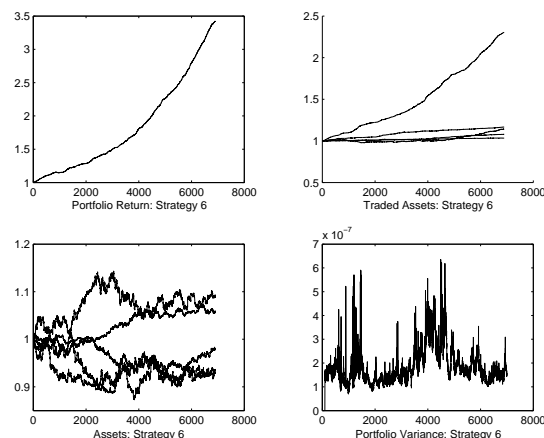 3.5
3
2.5
2
1.5
1
0 2000 4000 6000 8000
Portfolio Return: Strategy 6
2.5
2
1.5
1
0.5
0 2000 4000 6000 8000
Traded Assets: Strategy 6
1.2
1.1
1
0.9
0 2000 4000 6000 8000
Assets: Strategy 6
x 10⁻⁷
7
6
5
4
3
2
1
0
0 2000 4000 6000 8000
Portfolio Variance: Strategy 6